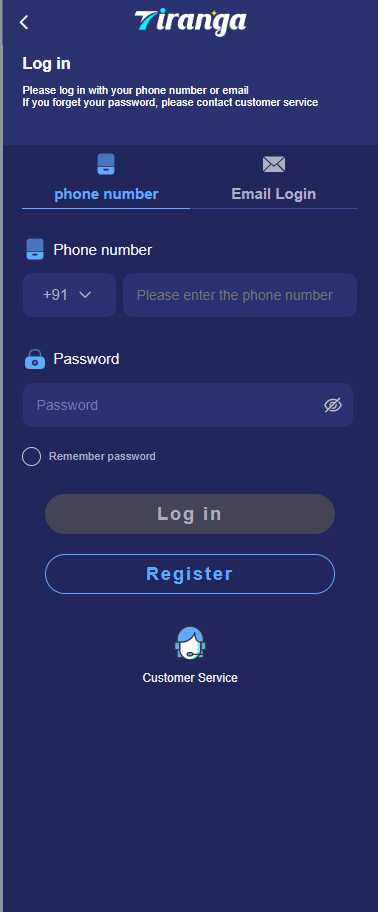 Tiranga
Log in
Please log in with your phone number or email
If you forget your password, please contact customer service
phone number
Email Login
Phone number
+91
Please enter the phone number
Password
Password
Remember password
Log in
Register
Customer Service